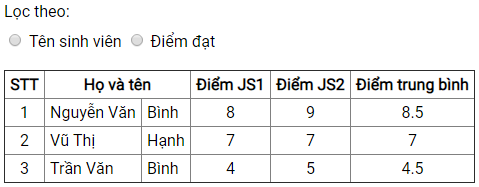 Lọc theo:
Tên sinh viên Điểm đạt
STT Họ và tên Điểm JS1 Điểm JS2 Điểm trung bình
1 Nguyễn Văn Bình 8 9 8.5
2 Vũ Thị Hạnh 7 7 7
3 Trần Văn Bình 4 5 4.5